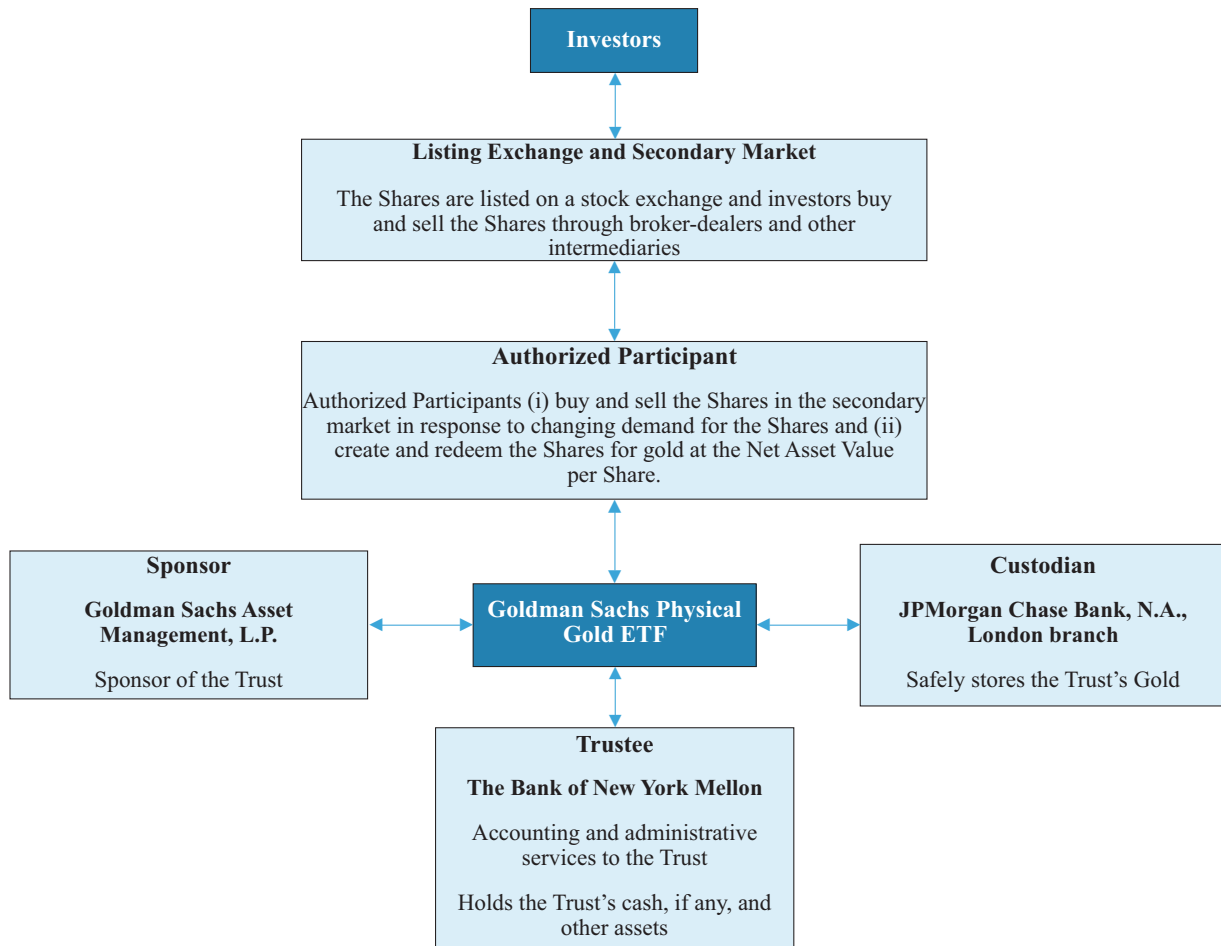 Investors
Listing Exchange and Secondary Market
The Shares are listed on a stock exchange and investors buy
and sell the Shares through broker-dealers and other
intermediaries
Authorized Participant
Authorized Participants (i) buy and sell the Shares in the secondary
market in response to changing demand for the Shares and (ii)
create and redeem the Shares for gold at the Net Asset Value
per Share.
Sponsor
Goldman Sachs Asset
Management, L.P.
Sponsor of the Trust
Goldman Sachs Physical
Gold ETF
Custodian
JPMorgan Chase Bank, N.A.,
London branch
Safely stores the Trust’s Gold
Trustee
The Bank of New York Mellon
Accounting and administrative
services to the Trust
Holds the Trust’s cash, if any, and
other assets